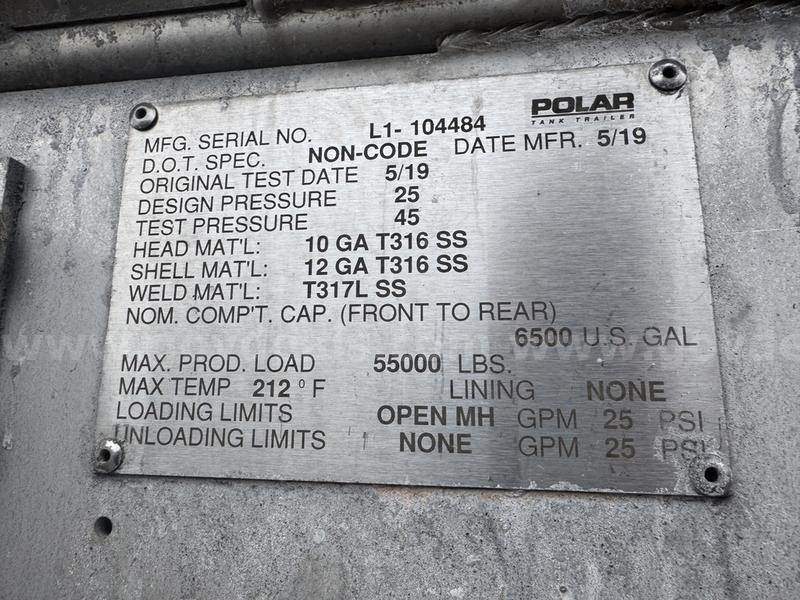 POLAR
TANK TRAILER
MFG. SERIAL NO. L1- 104484
D.O.T. SPEC. NON-CODE DATE MFR. 5/19
ORIGINAL TEST DATE 5/19
DESIGN PRESSURE 25
TEST PRESSURE 45
HEAD MAT'L: 10 GA T316 SS
SHELL MAT'L: 12 GA T316 SS
WELD MAT'L: T317L SS
NOM. COMP'T. CAP. (FRONT TO REAR)
6500 U.S. GAL
MAX. PROD. LOAD 55000 LBS.
MAX TEMP 212 ° F LINING NONE
LOADING LIMITS OPEN MH GPM 25 PSI
UNLOADING LIMITS NONE GPM 25 PSI